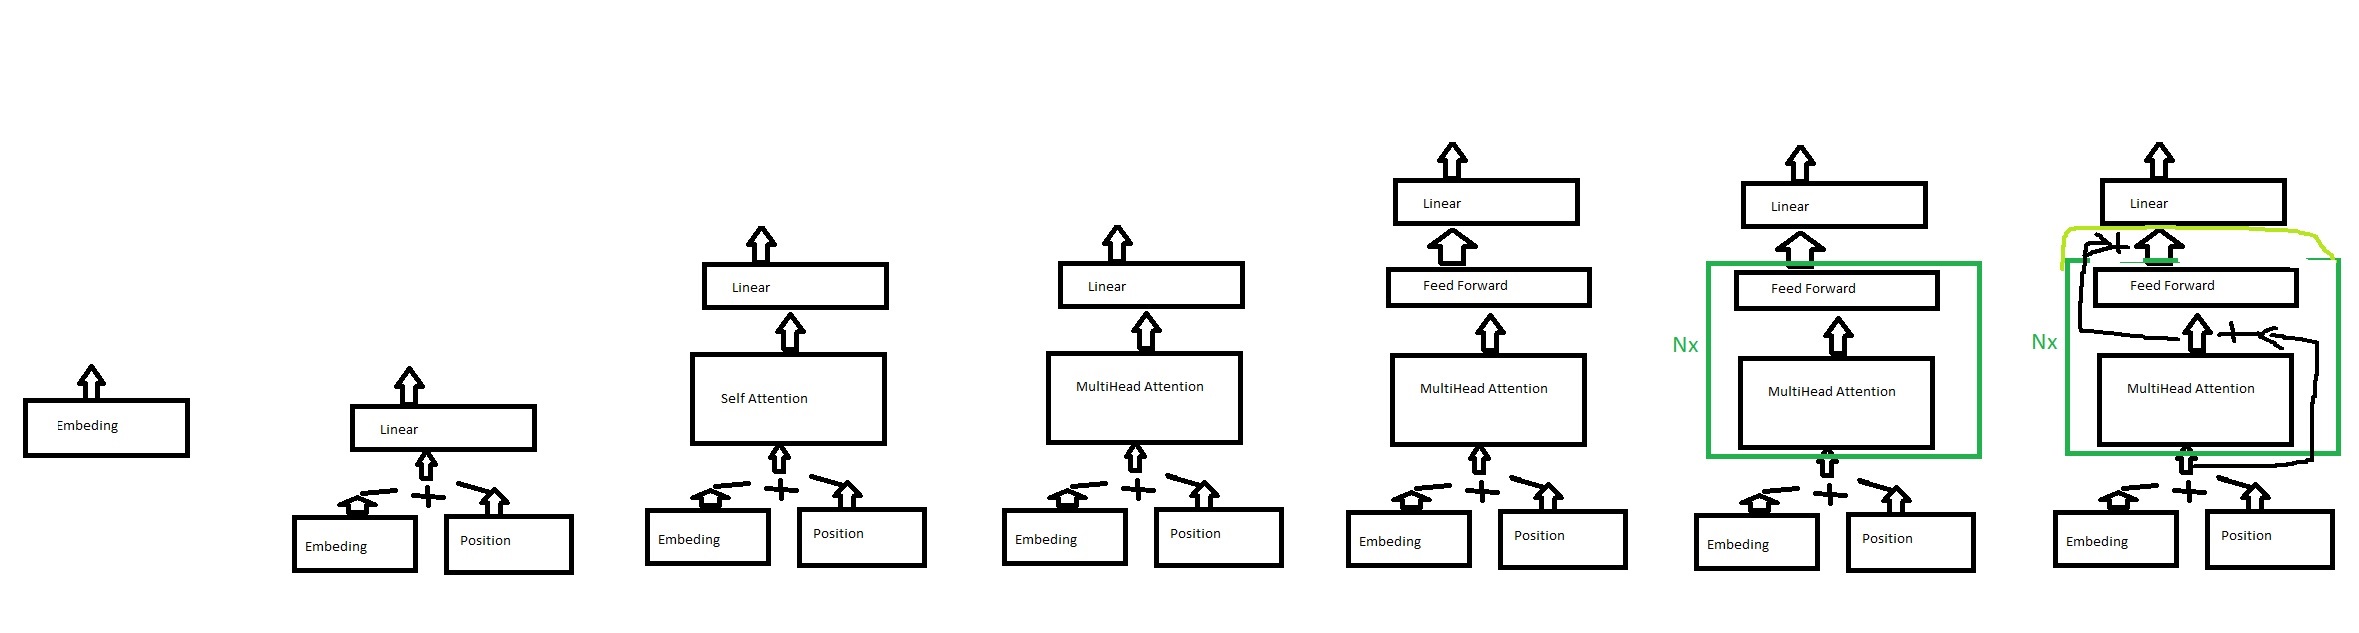 Embeding
Linear
Embeding
Position
Linear
Self Attention
Embeding
Position
Linear
MultiHead Attention
Embeding
Position
Linear
Feed Forward
MultiHead Attention
Embeding
Position
Linear
Feed Forward
Nx
MultiHead Attention
Embeding
Position
Linear
Feed Forward
Nx
MultiHead Attention
Embeding
Position